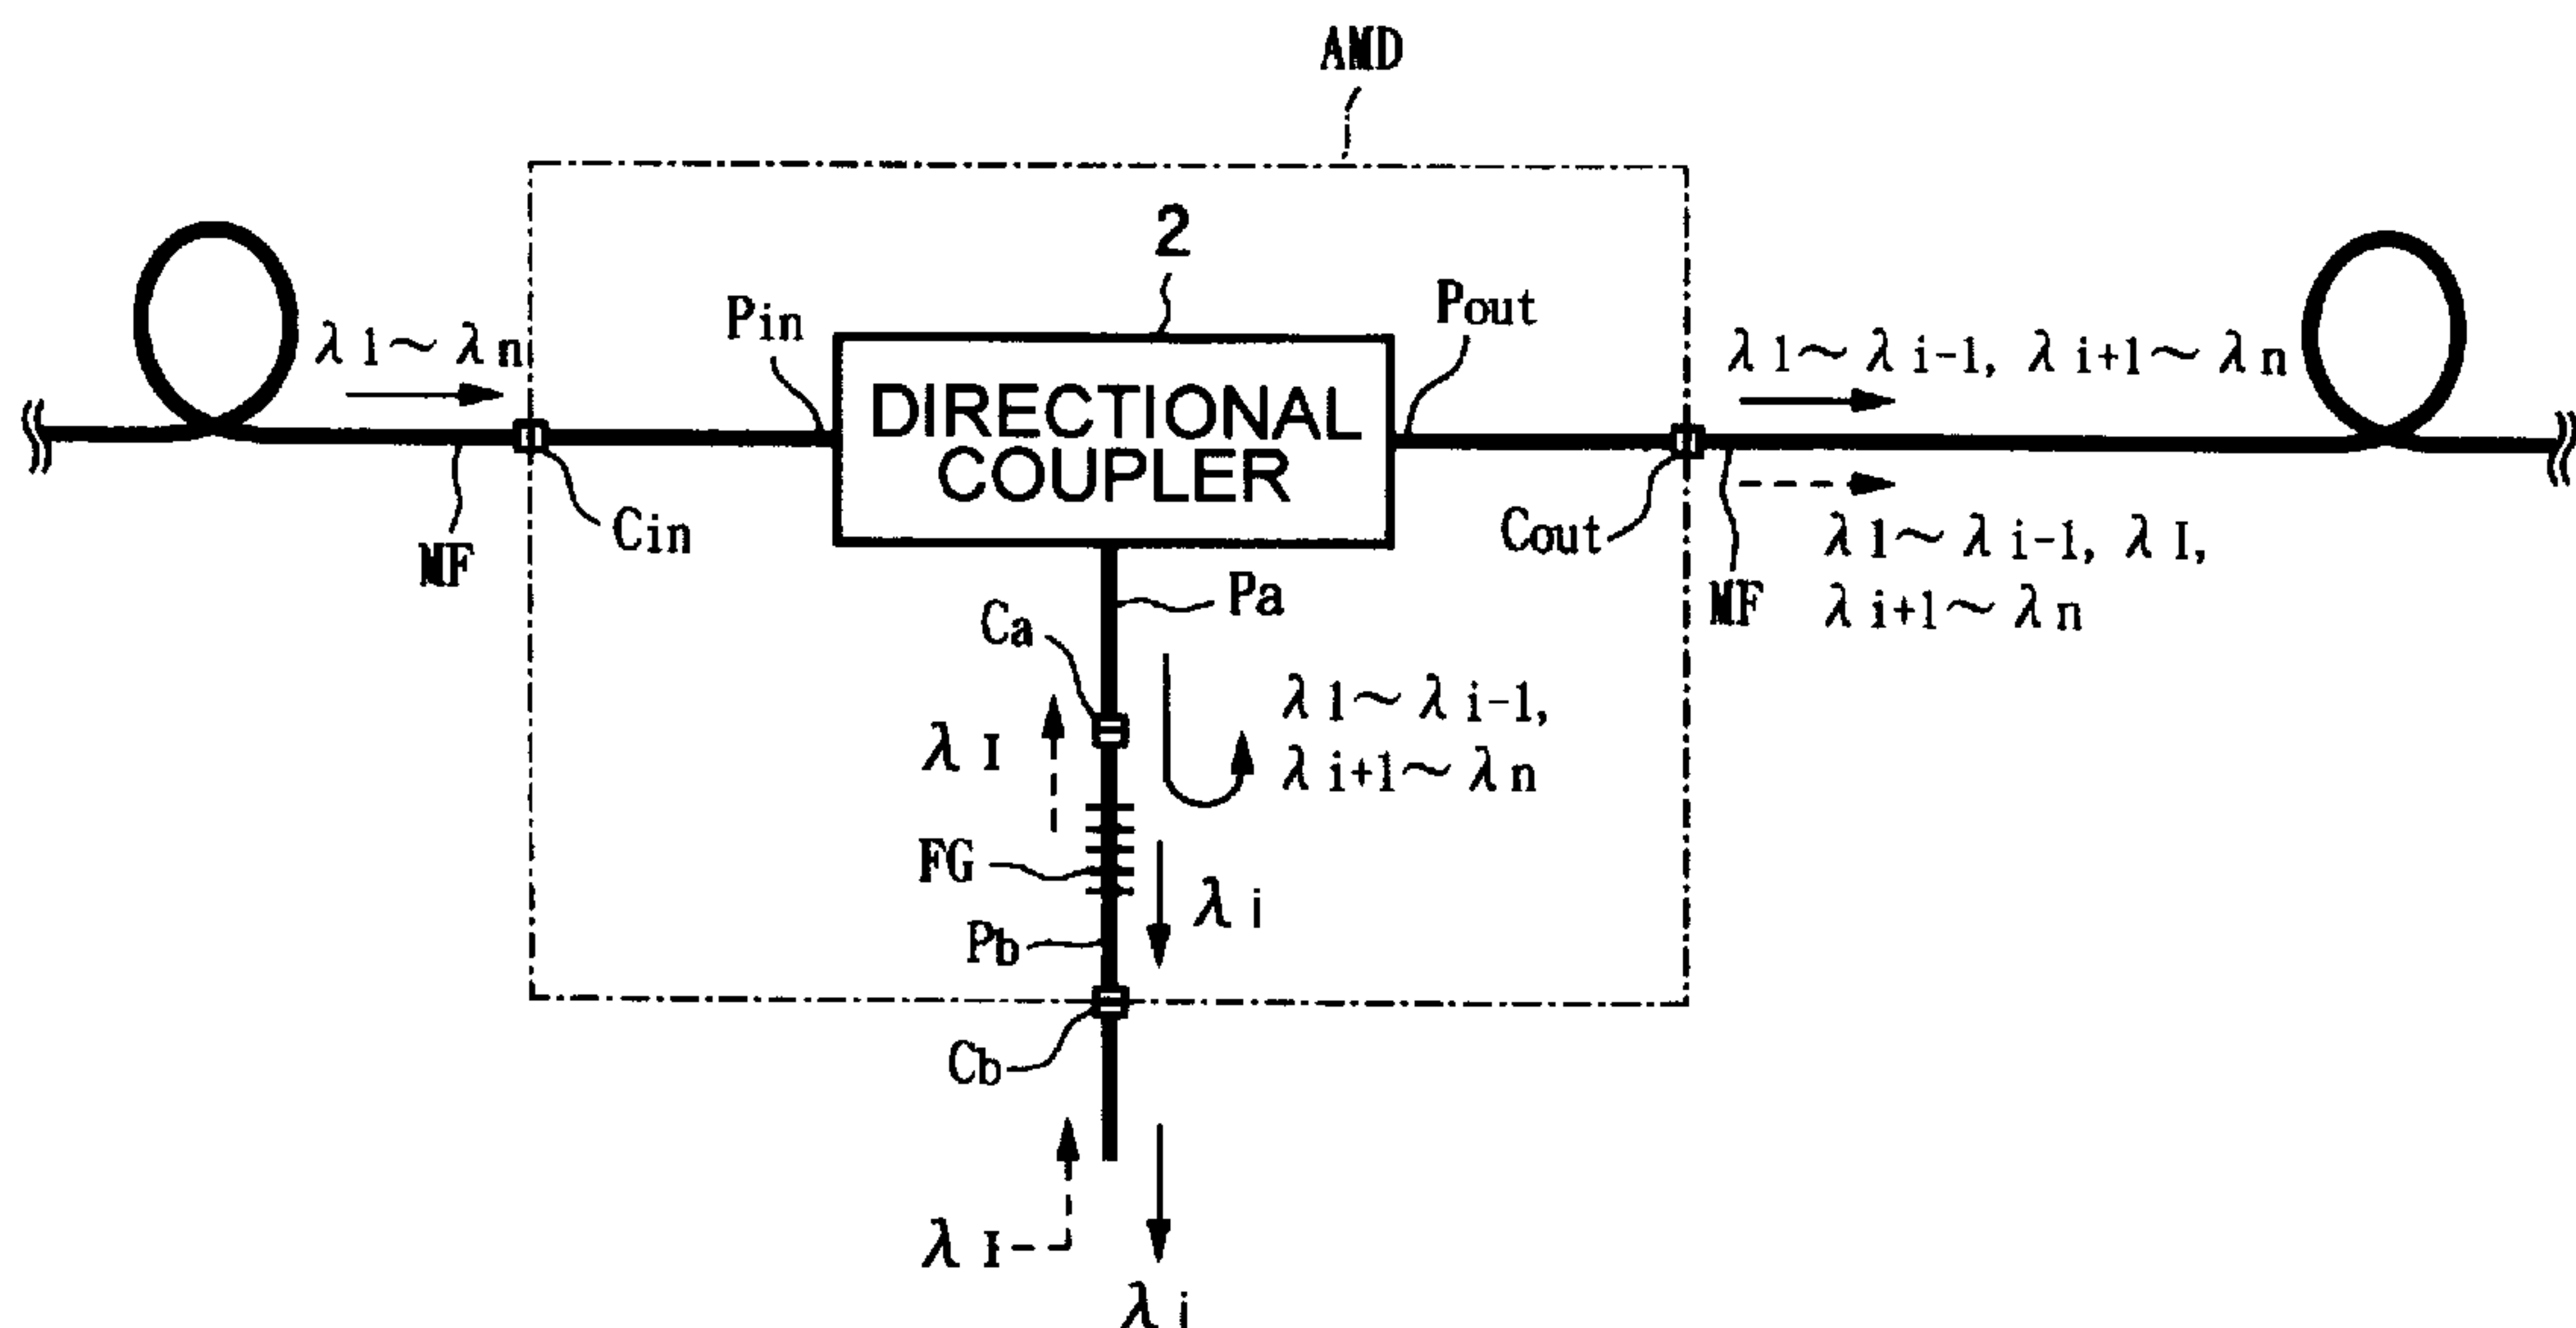 AMD
2
Pin
Pout
λ1～λn
λ1～λi-1, λi+1～λn
DIRECTIONAL
COUPLER
MF
Cin
Cout
MF
λ1～λi-1, λI,
λi+1～λn
Pa
Ca
λI
λ1～λi-1,
λi+1～λn
FG
λi
Pb
Cb
λI
λi